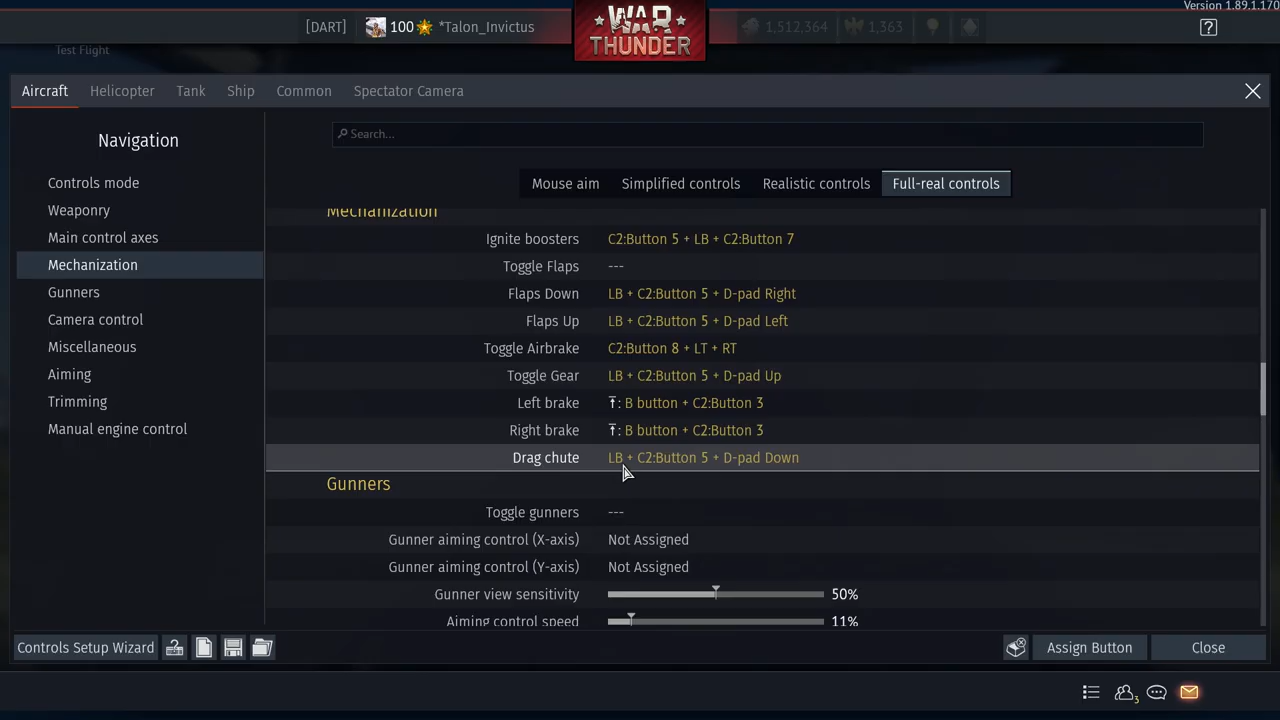 Version 1.89.1.170
[DART] 100 *Talon_Invictus
WAR
THUNDER
1,512,364 1,363
?
Test Flight
Aircraft Helicopter Tank Ship Common Spectator Camera
Navigation
Search...
Controls mode
Weaponry
Main control axes
Mechanization
Gunners
Camera control
Miscellaneous
Aiming
Trimming
Manual engine control
Mouse aim Simplified controls Realistic controls Full-real controls
Mechanization
Ignite boosters C2:Button 5 + LB + C2:Button 7
Toggle Flaps ---
Flaps Down LB + C2:Button 5 + D-pad Right
Flaps Up LB + C2:Button 5 + D-pad Left
Toggle Airbrake C2:Button 8 + LT + RT
Toggle Gear LB + C2:Button 5 + D-pad Up
Left brake ↑: B button + C2:Button 3
Right brake ↑: B button + C2:Button 3
Drag chute LB + C2:Button 5 + D-pad Down
Gunners
Toggle gunners ---
Gunner aiming control (X-axis) Not Assigned
Gunner aiming control (Y-axis) Not Assigned
Gunner view sensitivity 50%
Aiming control speed 11%
Controls Setup Wizard Assign Button Close
3